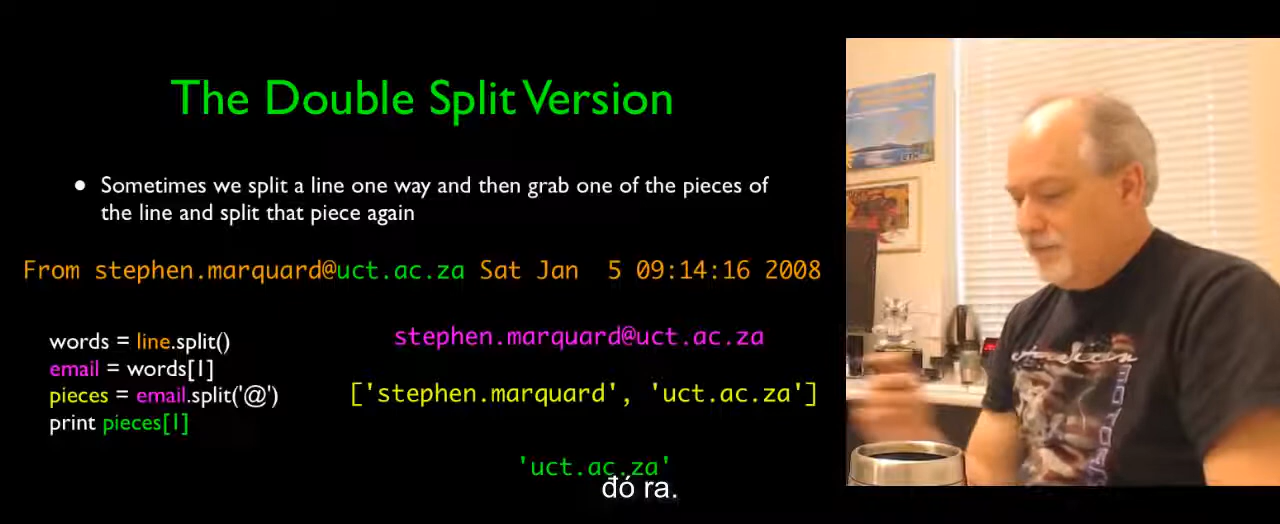 The Double Split Version
• Sometimes we split a line one way and then grab one of the pieces of
the line and split that piece again
From stephen.marquard@uct.ac.za Sat Jan  5 09:14:16 2008
words = line.split()
email = words[1]
pieces = email.split('@')
print pieces[1]
stephen.marquard@uct.ac.za
['stephen.marquard', 'uct.ac.za']
'uct.ac.za'
đó ra.